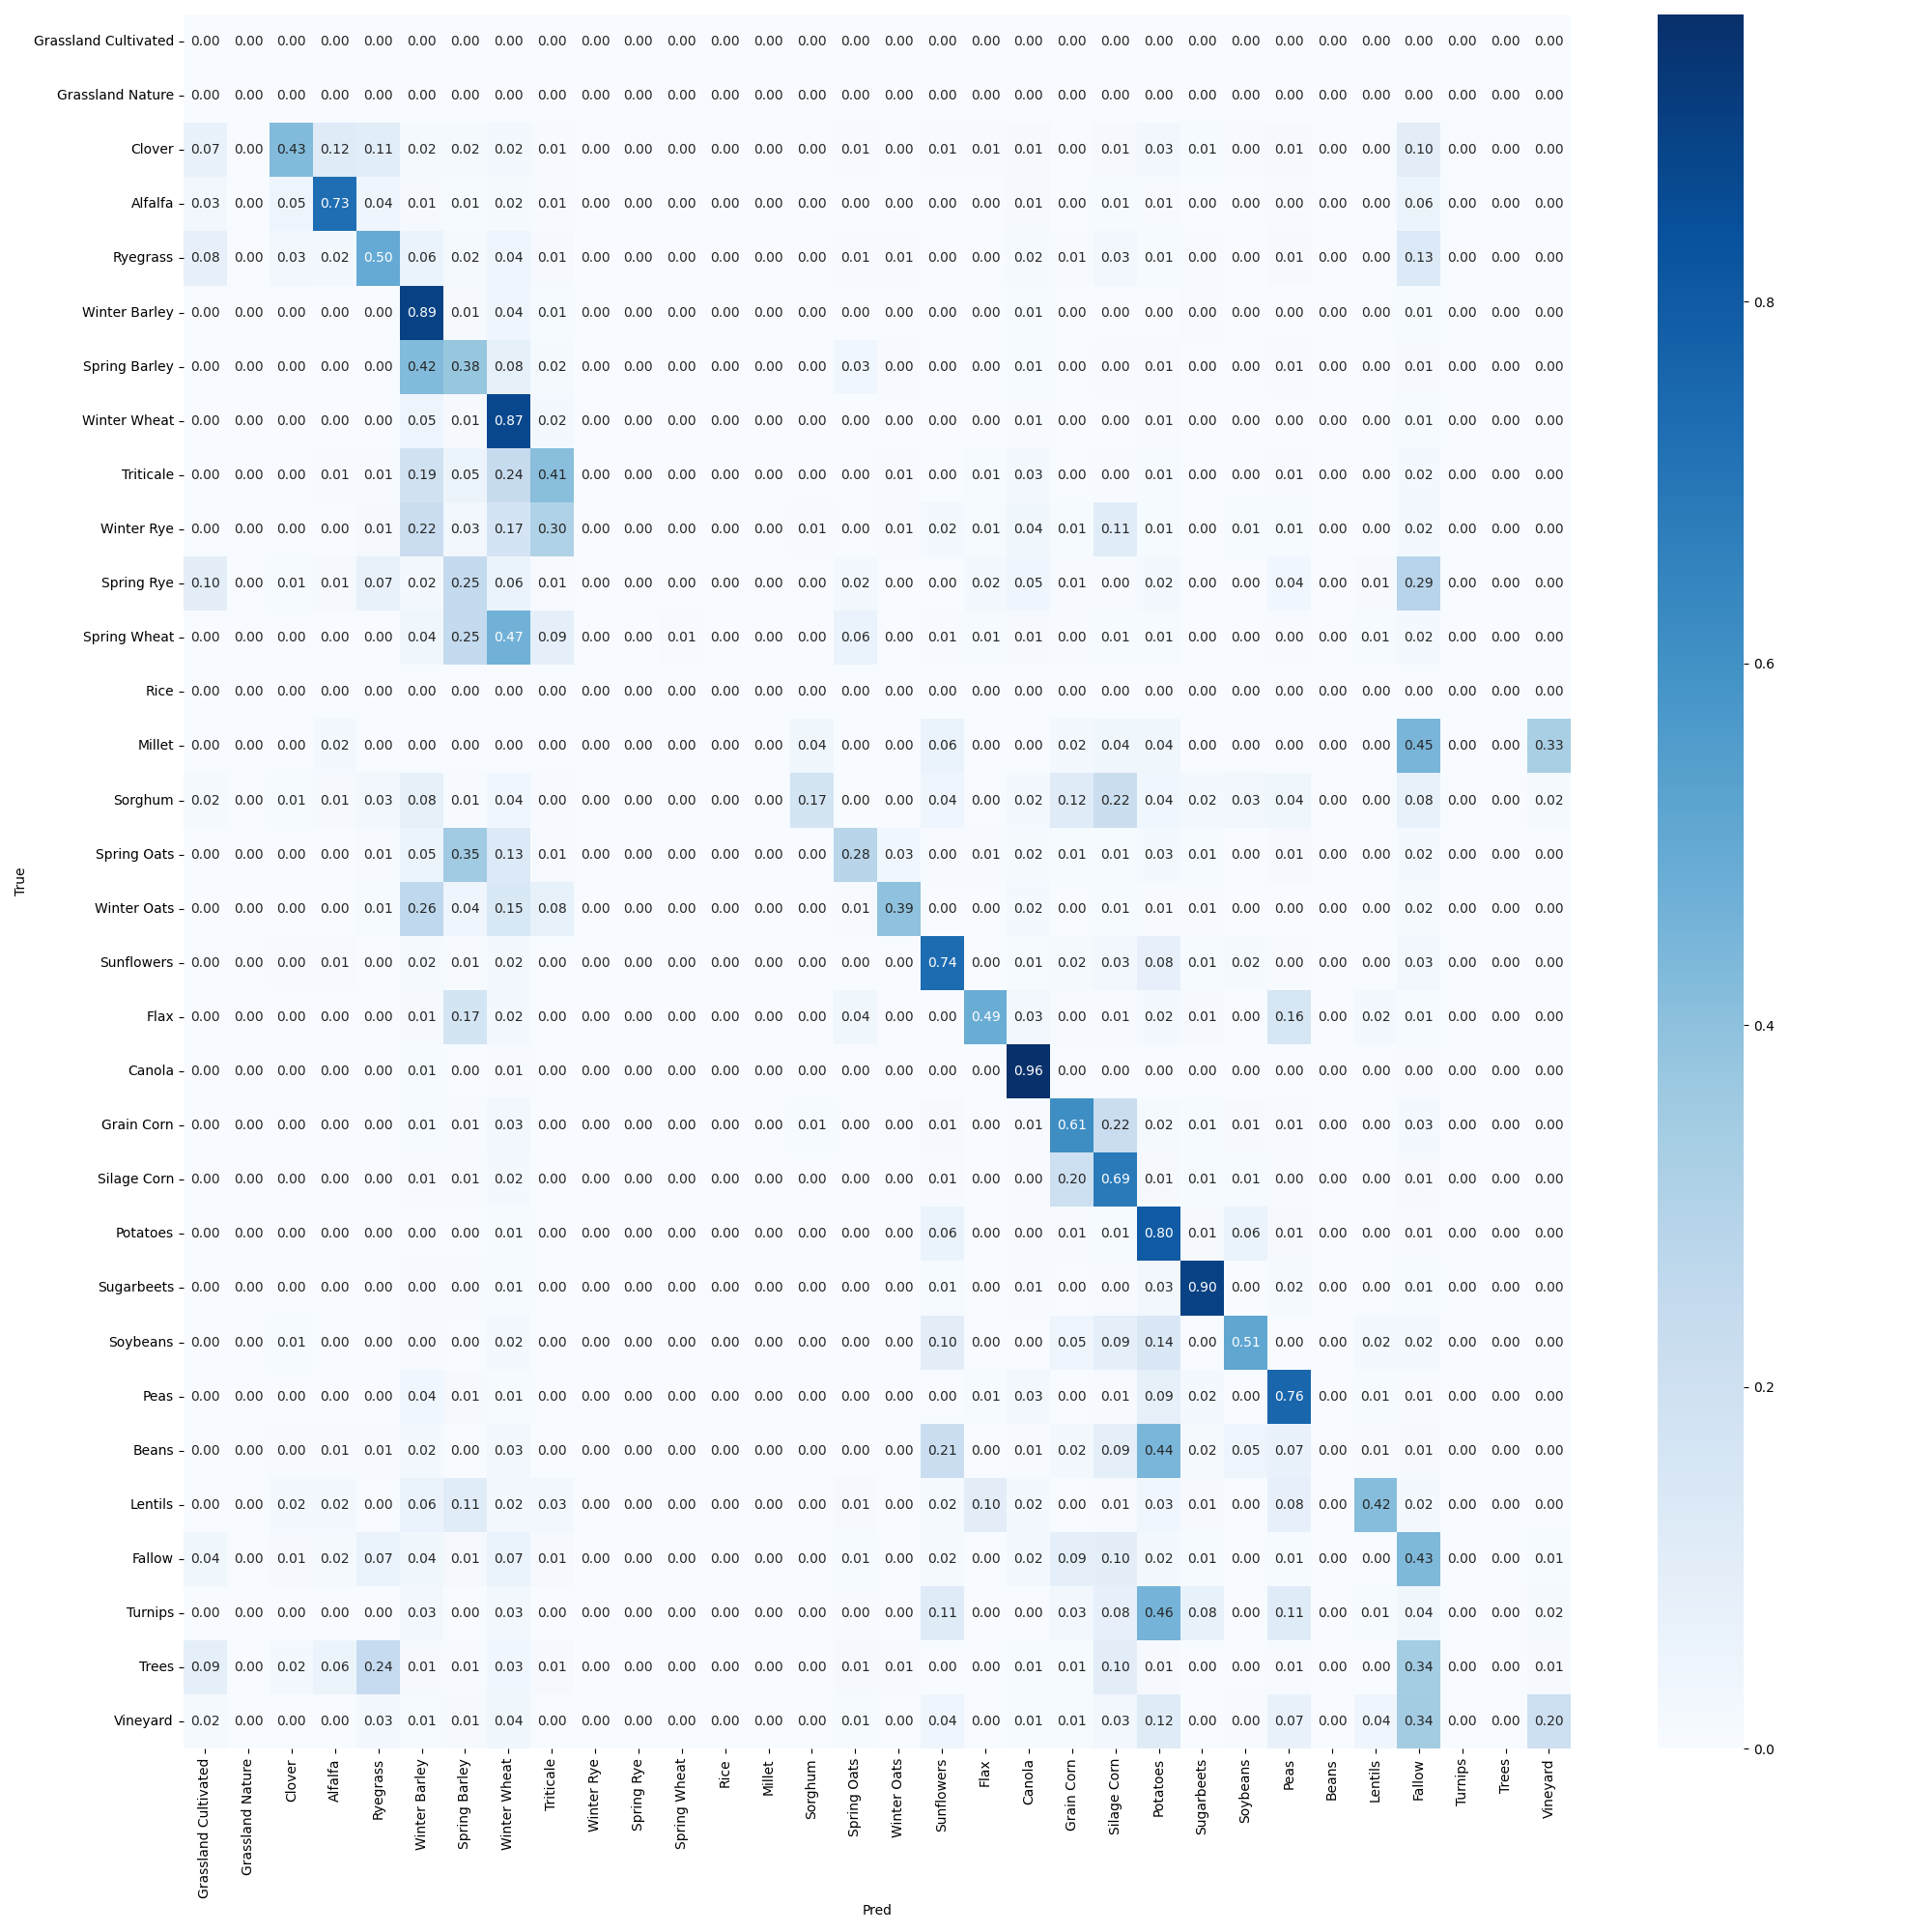 Grassland Cultivated 0.00 0.00 0.00 0.00 0.00 0.00 0.00 0.00 0.00 0.00 0.00 0.00 0.00 0.00 0.00 0.00 0.00 0.00 0.00 0.00 0.00 0.00 0.00 0.00 0.00 0.00 0.00 0.00 0.00 0.00 0.00 0.00
Grassland Nature 0.00 0.00 0.00 0.00 0.00 0.00 0.00 0.00 0.00 0.00 0.00 0.00 0.00 0.00 0.00 0.00 0.00 0.00 0.00 0.00 0.00 0.00 0.00 0.00 0.00 0.00 0.00 0.00 0.00 0.00 0.00 0.00
Clover 0.07 0.00 0.43 0.12 0.11 0.02 0.02 0.02 0.01 0.00 0.00 0.00 0.00 0.00 0.00 0.01 0.00 0.01 0.01 0.01 0.00 0.01 0.03 0.01 0.00 0.01 0.00 0.00 0.10 0.00 0.00 0.00
Alfalfa 0.03 0.00 0.05 0.73 0.04 0.01 0.01 0.02 0.01 0.00 0.00 0.00 0.00 0.00 0.00 0.00 0.00 0.00 0.00 0.01 0.00 0.01 0.01 0.00 0.00 0.00 0.00 0.00 0.06 0.00 0.00 0.00
Ryegrass 0.08 0.00 0.03 0.02 0.50 0.06 0.02 0.04 0.01 0.00 0.00 0.00 0.00 0.00 0.00 0.01 0.01 0.00 0.00 0.02 0.01 0.03 0.01 0.00 0.00 0.01 0.00 0.00 0.13 0.00 0.00 0.00
Winter Barley 0.00 0.00 0.00 0.00 0.00 0.89 0.01 0.04 0.01 0.00 0.00 0.00 0.00 0.00 0.00 0.00 0.00 0.00 0.00 0.01 0.00 0.00 0.00 0.00 0.00 0.00 0.00 0.00 0.01 0.00 0.00 0.00
Spring Barley 0.00 0.00 0.00 0.00 0.00 0.42 0.38 0.08 0.02 0.00 0.00 0.00 0.00 0.00 0.00 0.03 0.00 0.00 0.00 0.01 0.00 0.00 0.01 0.00 0.00 0.01 0.00 0.00 0.01 0.00 0.00 0.00
Winter Wheat 0.00 0.00 0.00 0.00 0.00 0.05 0.01 0.87 0.02 0.00 0.00 0.00 0.00 0.00 0.00 0.00 0.00 0.00 0.00 0.01 0.00 0.00 0.01 0.00 0.00 0.00 0.00 0.00 0.01 0.00 0.00 0.00
Triticale 0.00 0.00 0.00 0.01 0.01 0.19 0.05 0.24 0.41 0.00 0.00 0.00 0.00 0.00 0.00 0.00 0.01 0.00 0.01 0.03 0.00 0.00 0.01 0.00 0.00 0.01 0.00 0.00 0.02 0.00 0.00 0.00
Winter Rye 0.00 0.00 0.00 0.00 0.01 0.22 0.03 0.17 0.30 0.00 0.00 0.00 0.00 0.00 0.01 0.00 0.01 0.02 0.01 0.04 0.01 0.11 0.01 0.00 0.01 0.01 0.00 0.00 0.02 0.00 0.00 0.00
Spring Rye 0.10 0.00 0.01 0.01 0.07 0.02 0.25 0.06 0.01 0.00 0.00 0.00 0.00 0.00 0.00 0.02 0.00 0.00 0.02 0.05 0.01 0.00 0.02 0.00 0.00 0.04 0.00 0.01 0.29 0.00 0.00 0.00
Spring Wheat 0.00 0.00 0.00 0.00 0.00 0.04 0.25 0.47 0.09 0.00 0.00 0.01 0.00 0.00 0.00 0.06 0.00 0.01 0.01 0.01 0.00 0.01 0.01 0.00 0.00 0.00 0.00 0.01 0.02 0.00 0.00 0.00
Rice 0.00 0.00 0.00 0.00 0.00 0.00 0.00 0.00 0.00 0.00 0.00 0.00 0.00 0.00 0.00 0.00 0.00 0.00 0.00 0.00 0.00 0.00 0.00 0.00 0.00 0.00 0.00 0.00 0.00 0.00 0.00 0.00
Millet 0.00 0.00 0.00 0.02 0.00 0.00 0.00 0.00 0.00 0.00 0.00 0.00 0.00 0.00 0.04 0.00 0.00 0.06 0.00 0.00 0.02 0.04 0.04 0.00 0.00 0.00 0.00 0.00 0.45 0.00 0.00 0.33
Sorghum 0.02 0.00 0.01 0.01 0.03 0.08 0.01 0.04 0.00 0.00 0.00 0.00 0.00 0.00 0.17 0.00 0.00 0.04 0.00 0.02 0.12 0.22 0.04 0.02 0.03 0.04 0.00 0.00 0.08 0.00 0.00 0.02
Spring Oats 0.00 0.00 0.00 0.00 0.01 0.05 0.35 0.13 0.01 0.00 0.00 0.00 0.00 0.00 0.00 0.28 0.03 0.00 0.01 0.02 0.01 0.01 0.03 0.01 0.00 0.01 0.00 0.00 0.02 0.00 0.00 0.00
Winter Oats 0.00 0.00 0.00 0.00 0.01 0.26 0.04 0.15 0.08 0.00 0.00 0.00 0.00 0.00 0.00 0.01 0.39 0.00 0.00 0.02 0.00 0.01 0.01 0.01 0.00 0.00 0.00 0.00 0.02 0.00 0.00 0.00
Sunflowers 0.00 0.00 0.00 0.01 0.00 0.02 0.01 0.02 0.00 0.00 0.00 0.00 0.00 0.00 0.00 0.00 0.00 0.74 0.00 0.01 0.02 0.03 0.08 0.01 0.02 0.00 0.00 0.00 0.03 0.00 0.00 0.00
Flax 0.00 0.00 0.00 0.00 0.00 0.01 0.17 0.02 0.00 0.00 0.00 0.00 0.00 0.00 0.00 0.04 0.00 0.00 0.49 0.03 0.00 0.01 0.02 0.01 0.00 0.16 0.00 0.02 0.01 0.00 0.00 0.00
Canola 0.00 0.00 0.00 0.00 0.00 0.01 0.00 0.01 0.00 0.00 0.00 0.00 0.00 0.00 0.00 0.00 0.00 0.00 0.00 0.96 0.00 0.00 0.00 0.00 0.00 0.00 0.00 0.00 0.00 0.00 0.00 0.00
Grain Corn 0.00 0.00 0.00 0.00 0.00 0.01 0.01 0.03 0.00 0.00 0.00 0.00 0.00 0.00 0.01 0.00 0.00 0.01 0.00 0.01 0.61 0.22 0.02 0.01 0.01 0.01 0.00 0.00 0.03 0.00 0.00 0.00
Silage Corn 0.00 0.00 0.00 0.00 0.00 0.01 0.01 0.02 0.00 0.00 0.00 0.00 0.00 0.00 0.00 0.00 0.00 0.01 0.00 0.00 0.20 0.69 0.01 0.01 0.01 0.00 0.00 0.00 0.01 0.00 0.00 0.00
Potatoes 0.00 0.00 0.00 0.00 0.00 0.00 0.00 0.01 0.00 0.00 0.00 0.00 0.00 0.00 0.00 0.00 0.00 0.06 0.00 0.00 0.01 0.01 0.80 0.01 0.06 0.01 0.00 0.00 0.01 0.00 0.00 0.00
Sugarbeets 0.00 0.00 0.00 0.00 0.00 0.00 0.00 0.01 0.00 0.00 0.00 0.00 0.00 0.00 0.00 0.00 0.00 0.01 0.00 0.01 0.00 0.00 0.03 0.90 0.00 0.02 0.00 0.00 0.01 0.00 0.00 0.00
Soybeans 0.00 0.00 0.01 0.00 0.00 0.00 0.00 0.02 0.00 0.00 0.00 0.00 0.00 0.00 0.00 0.00 0.00 0.10 0.00 0.00 0.05 0.09 0.14 0.00 0.51 0.00 0.00 0.02 0.02 0.00 0.00 0.00
Peas 0.00 0.00 0.00 0.00 0.00 0.04 0.01 0.01 0.00 0.00 0.00 0.00 0.00 0.00 0.00 0.00 0.00 0.00 0.01 0.03 0.00 0.01 0.09 0.02 0.00 0.76 0.00 0.01 0.01 0.00 0.00 0.00
Beans 0.00 0.00 0.00 0.01 0.01 0.02 0.00 0.03 0.00 0.00 0.00 0.00 0.00 0.00 0.00 0.00 0.00 0.21 0.00 0.01 0.02 0.09 0.44 0.02 0.05 0.07 0.00 0.01 0.01 0.00 0.00 0.00
Lentils 0.00 0.00 0.02 0.02 0.00 0.06 0.11 0.02 0.03 0.00 0.00 0.00 0.00 0.00 0.00 0.01 0.00 0.02 0.10 0.02 0.00 0.01 0.03 0.01 0.00 0.08 0.00 0.42 0.02 0.00 0.00 0.00
Fallow 0.04 0.00 0.01 0.02 0.07 0.04 0.01 0.07 0.01 0.00 0.00 0.00 0.00 0.00 0.00 0.01 0.00 0.02 0.00 0.02 0.09 0.10 0.02 0.01 0.00 0.01 0.00 0.00 0.43 0.00 0.00 0.01
Turnips 0.00 0.00 0.00 0.00 0.00 0.03 0.00 0.03 0.00 0.00 0.00 0.00 0.00 0.00 0.00 0.00 0.00 0.11 0.00 0.00 0.03 0.08 0.46 0.08 0.00 0.11 0.00 0.01 0.04 0.00 0.00 0.02
Trees 0.09 0.00 0.02 0.06 0.24 0.01 0.01 0.03 0.01 0.00 0.00 0.00 0.00 0.00 0.00 0.01 0.01 0.00 0.00 0.01 0.01 0.10 0.01 0.00 0.00 0.01 0.00 0.00 0.34 0.00 0.00 0.01
Vineyard 0.02 0.00 0.00 0.00 0.03 0.01 0.01 0.04 0.00 0.00 0.00 0.00 0.00 0.00 0.00 0.01 0.00 0.04 0.00 0.01 0.01 0.03 0.12 0.00 0.00 0.07 0.00 0.04 0.34 0.00 0.00 0.20
True
Grassland Cultivated
Grassland Nature
Clover
Alfalfa
Ryegrass
Winter Barley
Spring Barley
Winter Wheat
Triticale
Winter Rye
Spring Rye
Spring Wheat
Rice
Millet
Sorghum
Spring Oats
Winter Oats
Sunflowers
Flax
Canola
Grain Corn
Silage Corn
Potatoes
Sugarbeets
Soybeans
Peas
Beans
Lentils
Fallow
Turnips
Trees
Vineyard
Pred
0.8
0.6
0.4
0.2
0.0